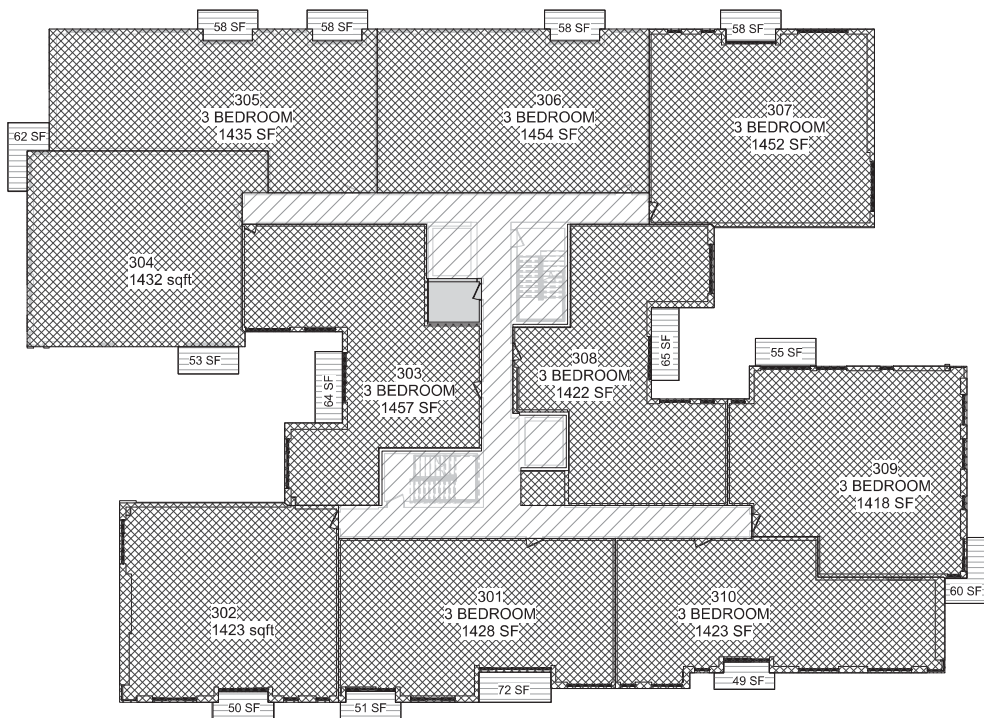 58 SF
58 SF
58 SF
58 SF
305
3 BEDROOM
1435 SF
306
3 BEDROOM
1454 SF
307
3 BEDROOM
1452 SF
62 SF
304
1432 sqft
53 SF
64 SF
303
3 BEDROOM
1457 SF
308
3 BEDROOM
1422 SF
65 SF
55 SF
309
3 BEDROOM
1418 SF
60 SF
302
1423 sqft
301
3 BEDROOM
1428 SF
310
3 BEDROOM
1423 SF
50 SF
51 SF
72 SF
49 SF